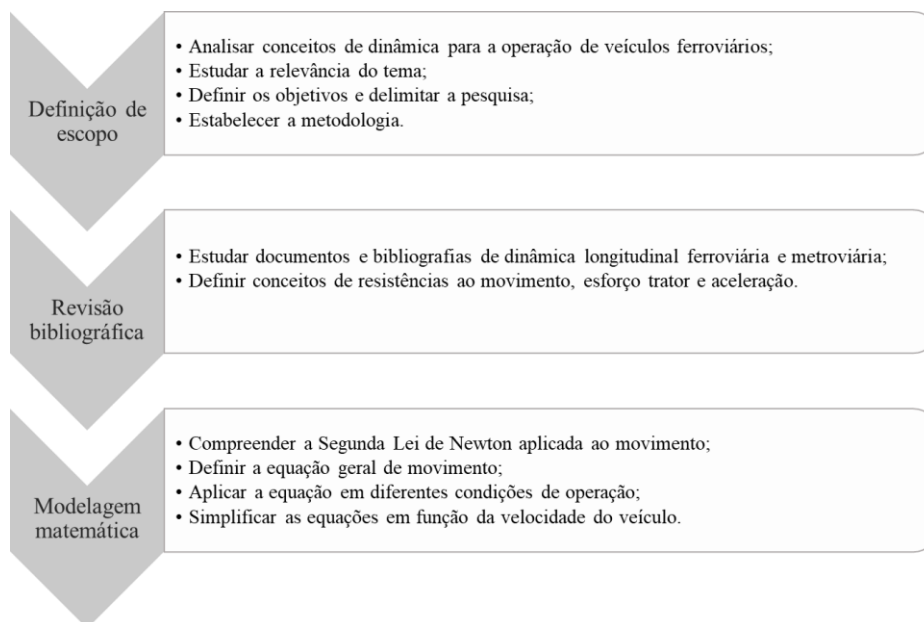 Definição de
escopo
• Analisar conceitos de dinâmica para a operação de veículos ferroviários;
• Estudar a relevância do tema;
• Definir os objetivos e delimitar a pesquisa;
• Estabelecer a metodologia.
Revisão
bibliográfica
• Estudar documentos e bibliografias de dinâmica longitudinal ferroviária e metroviária;
• Definir conceitos de resistências ao movimento, esforço trator e aceleração.
Modelagem
matemática
• Compreender a Segunda Lei de Newton aplicada ao movimento;
• Definir a equação geral de movimento;
• Aplicar a equação em diferentes condições de operação;
• Simplificar as equações em função da velocidade do veículo.